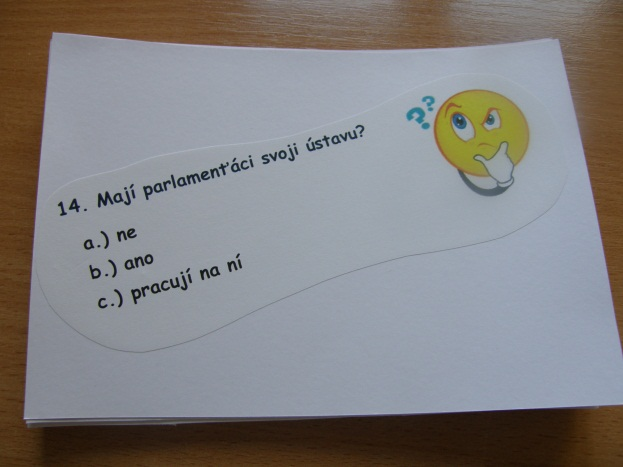 ??
14. Mají parlamenťáci svoji ústavu?
a.) ne
b.) ano
c.) pracují na ní